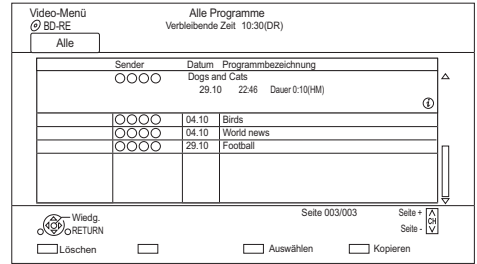 Video-Menü Alle Programme
BD-RE Verbleibende Zeit 10:30(DR)
Alle
Sender Datum Programmbezeichnung
Dogs and Cats
29.10 22:46 Dauer 0:10(HM)
i
04.10 Birds
04.10 World news
29.10 Football
Wiedg. Seite 003/003 Seite +
CH
RETURN Seite -
Löschen Auswählen Kopieren